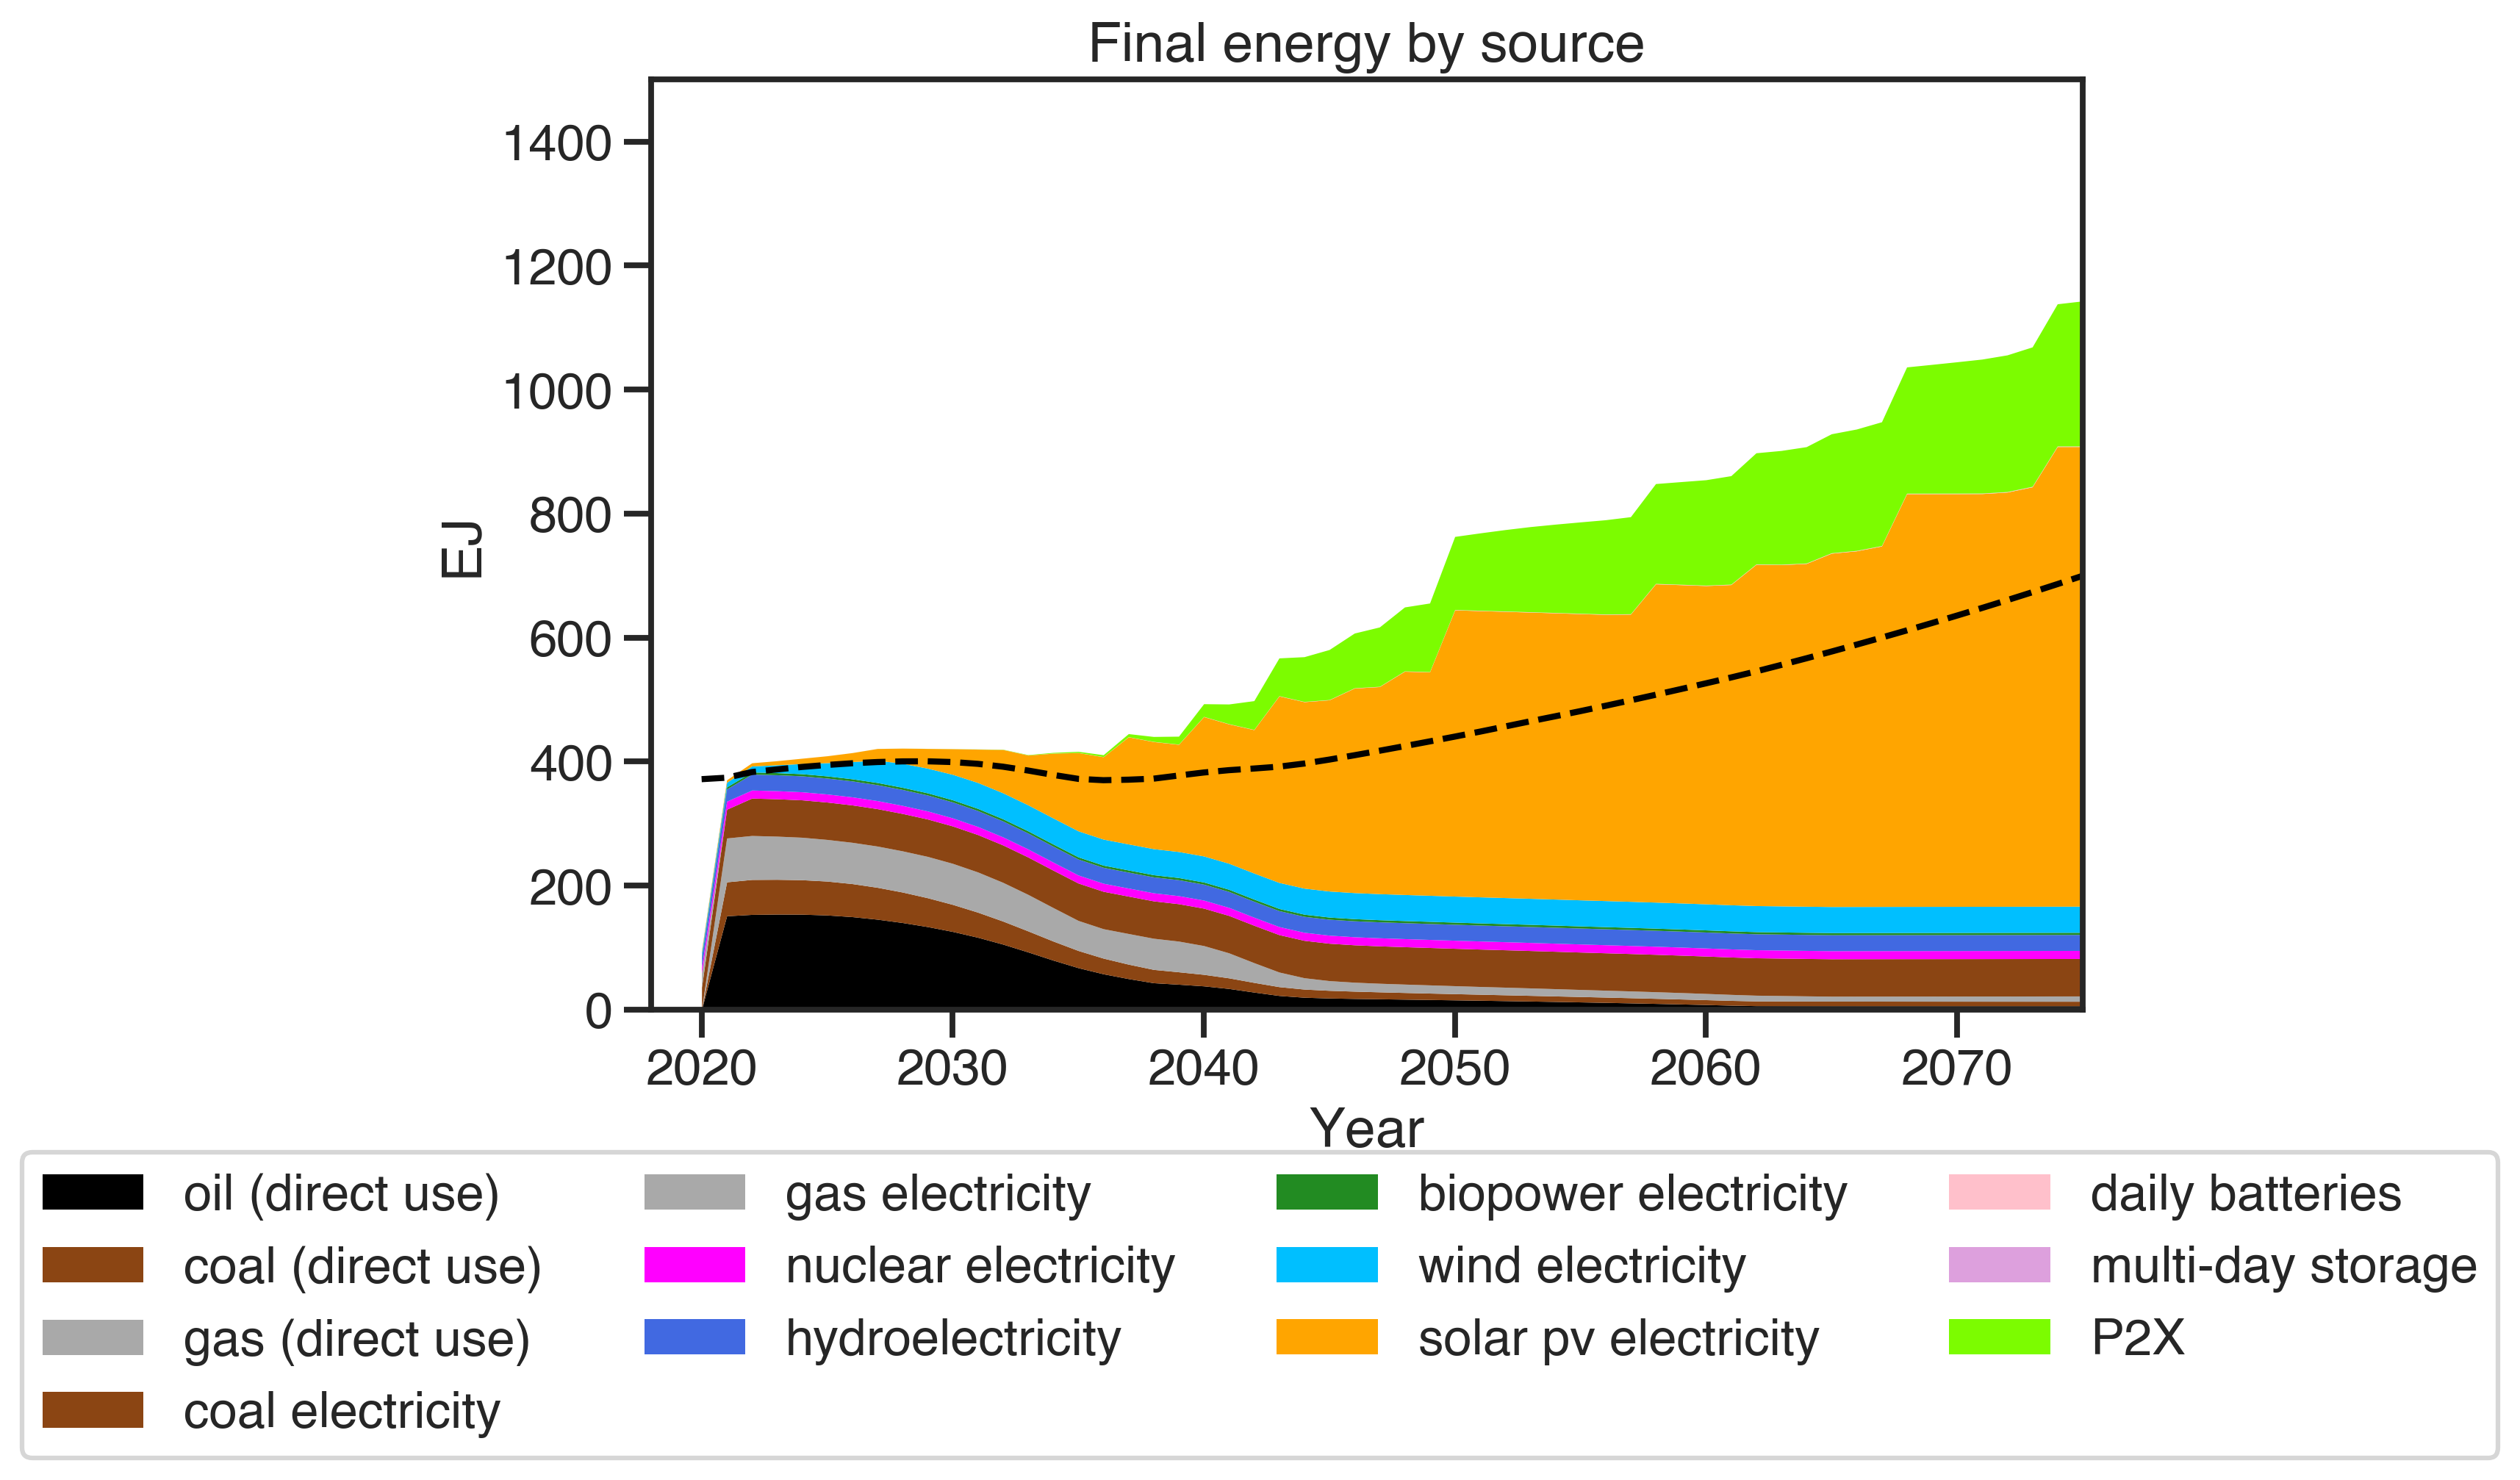 Final energy by source
1400
1200
1000
800
600
400
200
0
EJ
2020 2030 2040 2050 2060 2070
Year
oil (direct use)
coal (direct use)
gas (direct use)
coal electricity
gas electricity
nuclear electricity
hydroelectricity
biopower electricity
wind electricity
solar pv electricity
daily batteries
multi-day storage
P2X